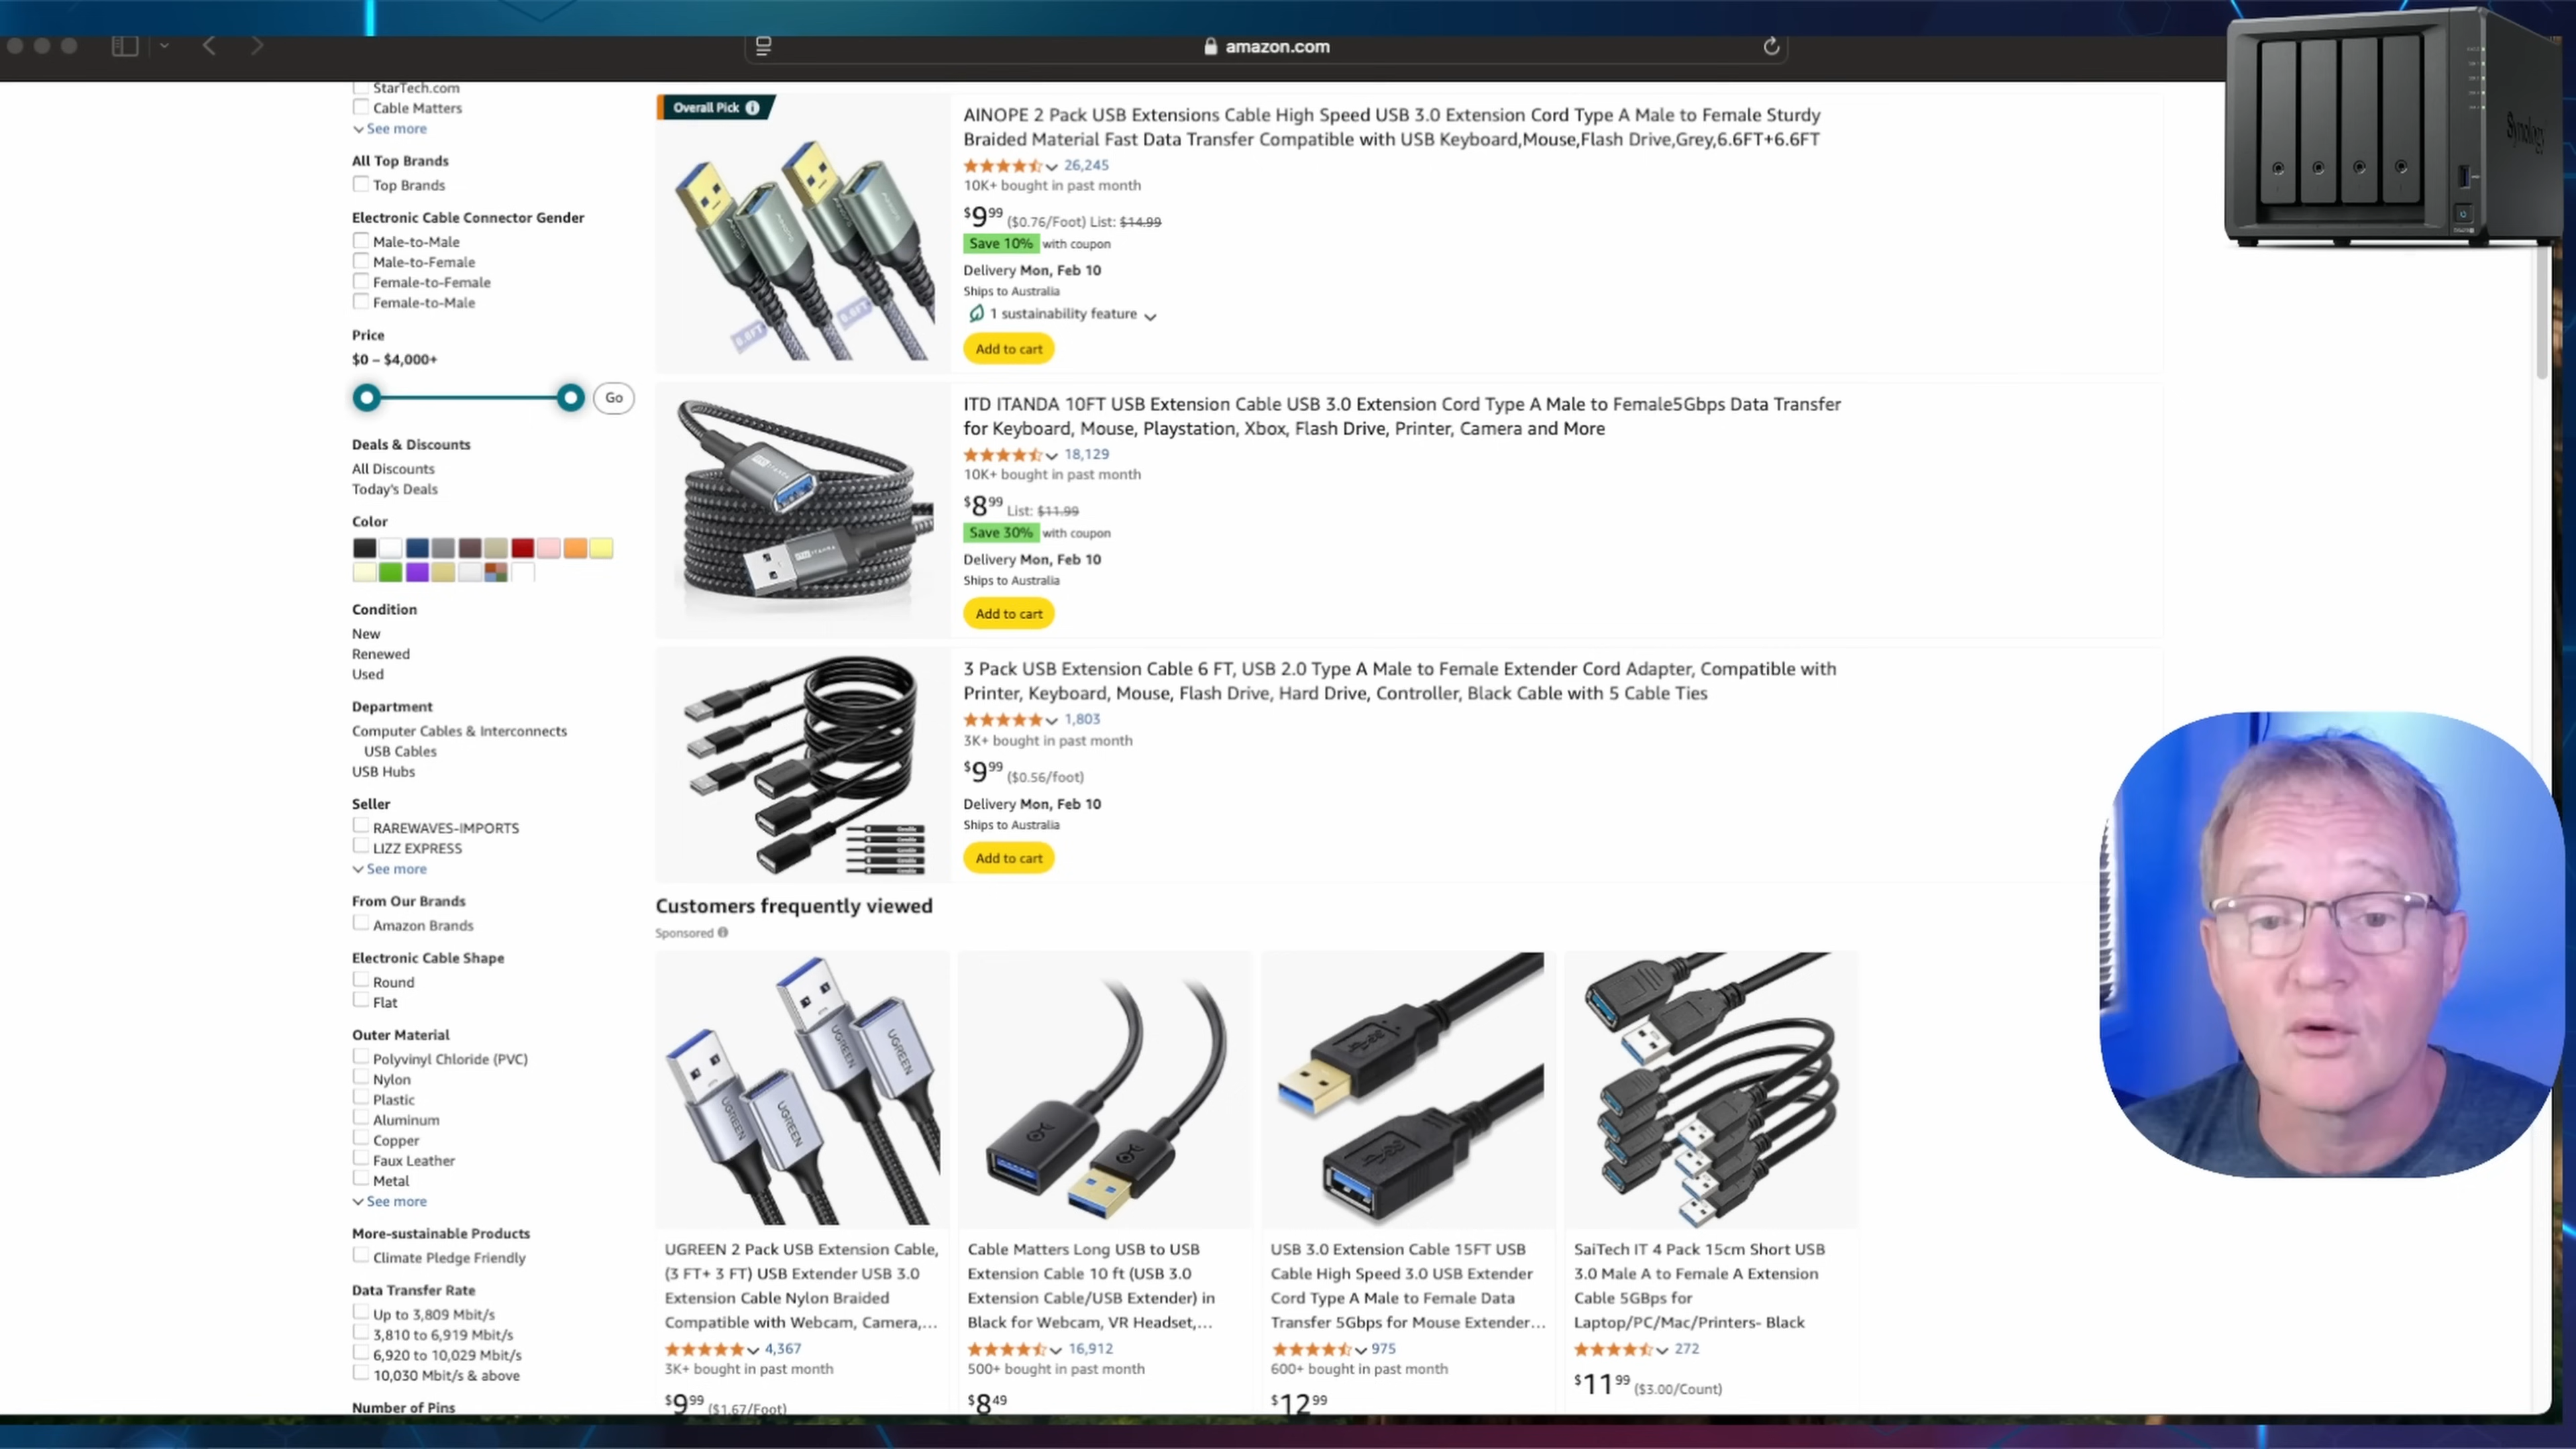 amazon.com
StarTech.com
Cable Matters
See more
All Top Brands
Top Brands
Electronic Cable Connector Gender
Male-to-Male
Male-to-Female
Female-to-Female
Female-to-Male
Price
$0 – $4,000+
Go
Deals & Discounts
All Discounts
Today's Deals
Color
Condition
New
Renewed
Used
Department
Computer Cables & Interconnects
USB Cables
USB Hubs
Seller
RAREWAVES-IMPORTS
LIZZ EXPRESS
See more
From Our Brands
Amazon Brands
Electronic Cable Shape
Round
Flat
Outer Material
Polyvinyl Chloride (PVC)
Nylon
Plastic
Aluminum
Copper
Faux Leather
Metal
See more
More-sustainable Products
Climate Pledge Friendly
Data Transfer Rate
Up to 3,809 Mbit/s
3,810 to 6,919 Mbit/s
6,920 to 10,029 Mbit/s
10,030 Mbit/s & above
Number of Pins
Overall Pick
AINOPE 2 Pack USB Extensions Cable High Speed USB 3.0 Extension Cord Type A Male to Female Sturdy
Braided Material Fast Data Transfer Compatible with USB Keyboard,Mouse,Flash Drive,Grey,6.6FT+6.6FT
26,245
10K+ bought in past month
$9.99 ($0.76/Foot) List: $14.99
Save 10% with coupon
Delivery Mon, Feb 10
Ships to Australia
1 sustainability feature
Add to cart
ITD ITANDA 10FT USB Extension Cable USB 3.0 Extension Cord Type A Male to Female5Gbps Data Transfer
for Keyboard, Mouse, Playstation, Xbox, Flash Drive, Printer, Camera and More
18,129
10K+ bought in past month
$8.99 List: $11.99
Save 30% with coupon
Delivery Mon, Feb 10
Ships to Australia
Add to cart
3 Pack USB Extension Cable 6 FT, USB 2.0 Type A Male to Female Extender Cord Adapter, Compatible with
Printer, Keyboard, Mouse, Flash Drive, Hard Drive, Controller, Black Cable with 5 Cable Ties
1,803
3K+ bought in past month
$9.99 ($0.56/foot)
Delivery Mon, Feb 10
Ships to Australia
Add to cart
Customers frequently viewed
Sponsored
UGREEN
UGREEN
UGREEN
UGREEN
UGREEN 2 Pack USB Extension Cable,
(3 FT+ 3 FT) USB Extender USB 3.0
Extension Cable Nylon Braided
Compatible with Webcam, Camera,...
4,367
3K+ bought in past month
$9.99 ($1.67/Foot)
Cable Matters Long USB to USB
Extension Cable 10 ft (USB 3.0
Extension Cable/USB Extender) in
Black for Webcam, VR Headset,...
16,912
500+ bought in past month
$8.49
USB 3.0 Extension Cable 15FT USB
Cable High Speed 3.0 USB Extender
Cord Type A Male to Female Data
Transfer 5Gbps for Mouse Extender...
975
600+ bought in past month
$12.99
SaiTech IT 4 Pack 15cm Short USB
3.0 Male A to Female A Extension
Cable 5GBps for
Laptop/PC/Mac/Printers- Black
272
$11.99 ($3.00/Count)
Synology